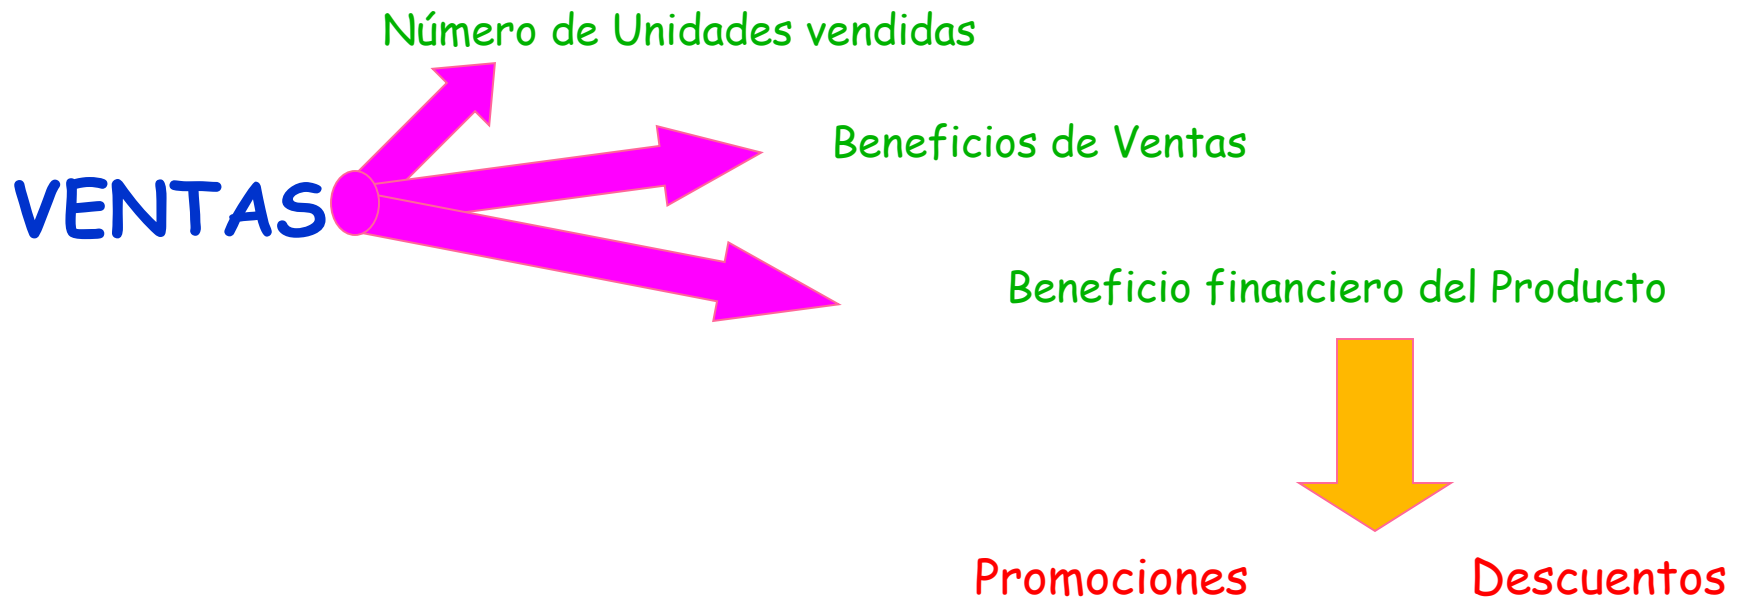 Número de Unidades vendidas
Beneficios de Ventas
VENTAS
Beneficio financiero del Producto
Promociones Descuentos